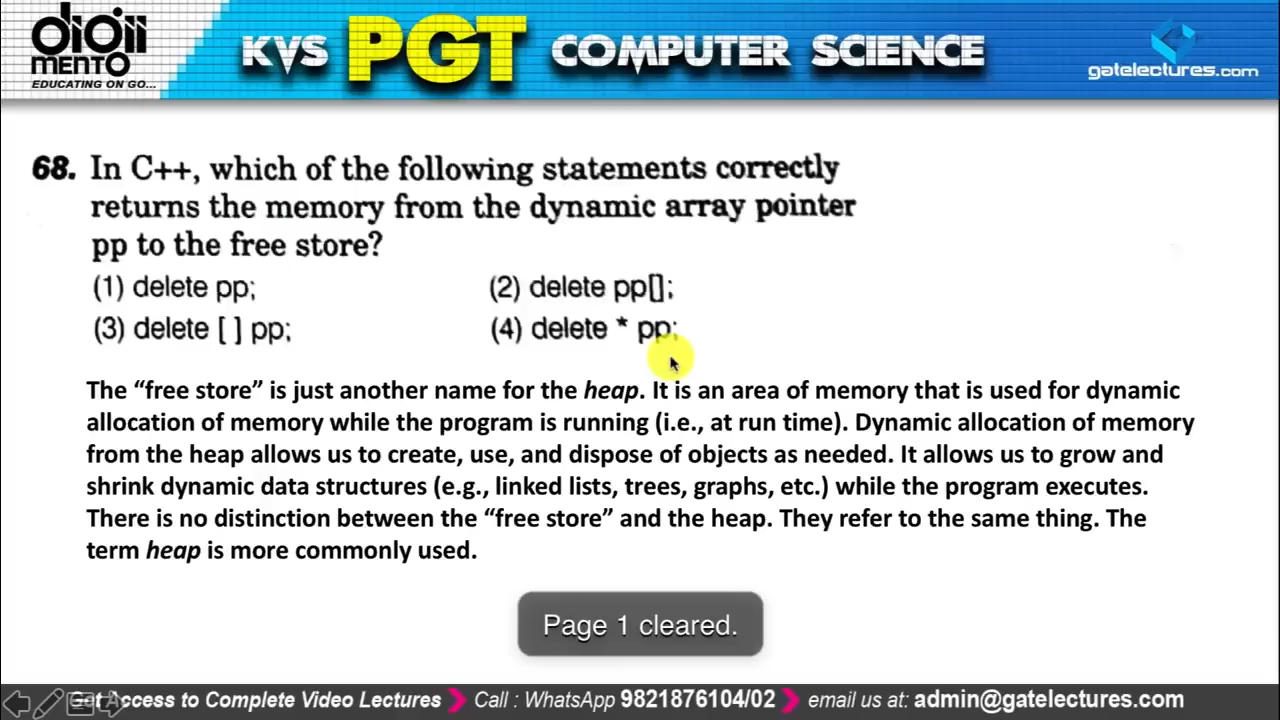 digii
MENTO
EDUCATING ON GO...
KVS PGT COMPUTER SCIENCE
gatelectures.com
68. In C++, which of the following statements correctly
returns the memory from the dynamic array pointer
pp to the free store?
(1) delete pp; (2) delete pp[];
(3) delete [ ] pp; (4) delete * pp;
The “free store” is just another name for the heap. It is an area of memory that is used for dynamic
allocation of memory while the program is running (i.e., at run time). Dynamic allocation of memory
from the heap allows us to create, use, and dispose of objects as needed. It allows us to grow and
shrink dynamic data structures (e.g., linked lists, trees, graphs, etc.) while the program executes.
There is no distinction between the “free store” and the heap. They refer to the same thing. The
term heap is more commonly used.
Page 1 cleared.
Get Access to Complete Video Lectures Call : WhatsApp 9821876104/02 email us at: admin@gatelectures.com